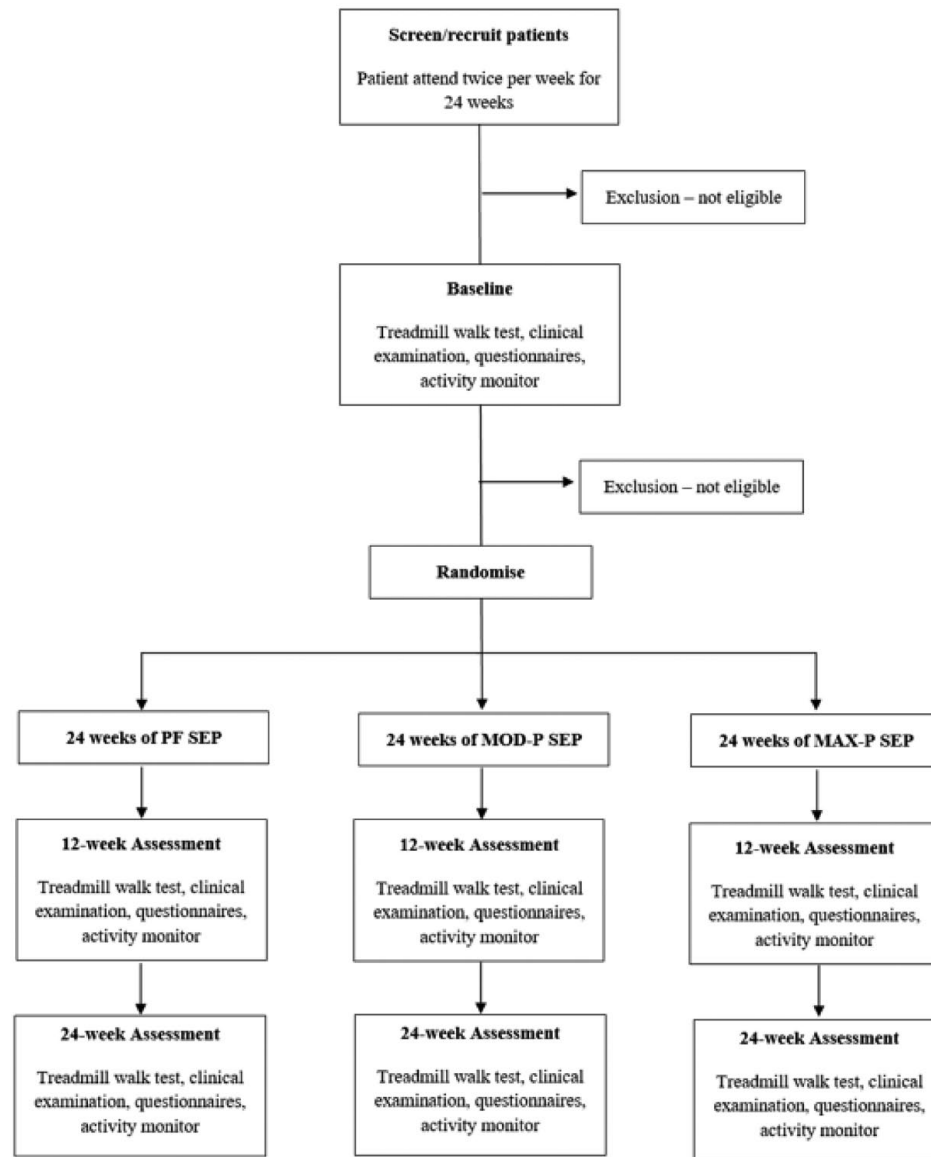 Screen/recruit patients
Patient attend twice per week for
24 weeks
Exclusion – not eligible
Baseline
Treadmill walk test, clinical
examination, questionnaires,
activity monitor
Exclusion – not eligible
Randomise
24 weeks of PF SEP
24 weeks of MOD-P SEP
24 weeks of MAX-P SEP
12-week Assessment
Treadmill walk test, clinical
examination, questionnaires,
activity monitor
12-week Assessment
Treadmill walk test, clinical
examination, questionnaires,
activity monitor
12-week Assessment
Treadmill walk test, clinical
examination, questionnaires,
activity monitor
24-week Assessment
Treadmill walk test, clinical
examination, questionnaires,
activity monitor
24-week Assessment
Treadmill walk test, clinical
examination, questionnaires,
activity monitor
24-week Assessment
Treadmill walk test, clinical
examination, questionnaires,
activity monitor